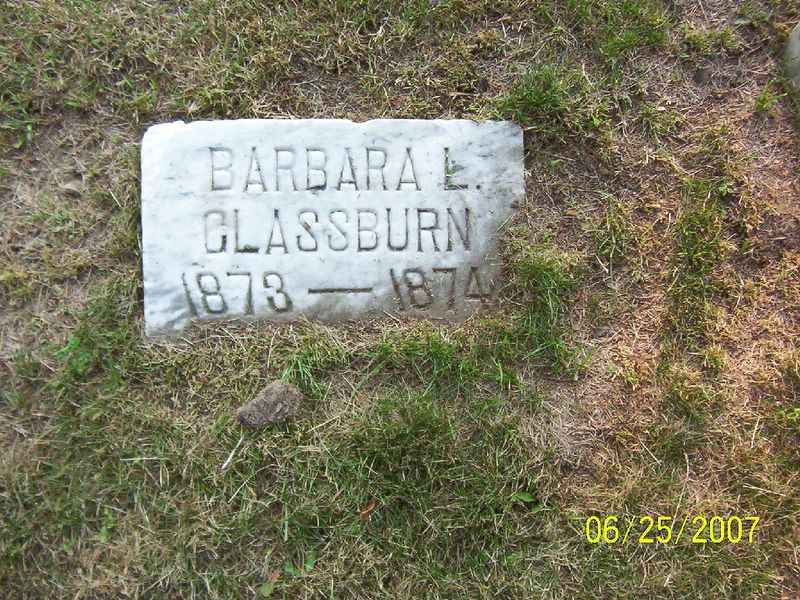 BARBARA L.
GLASSBURN
1873 — 1874
06/25/2007